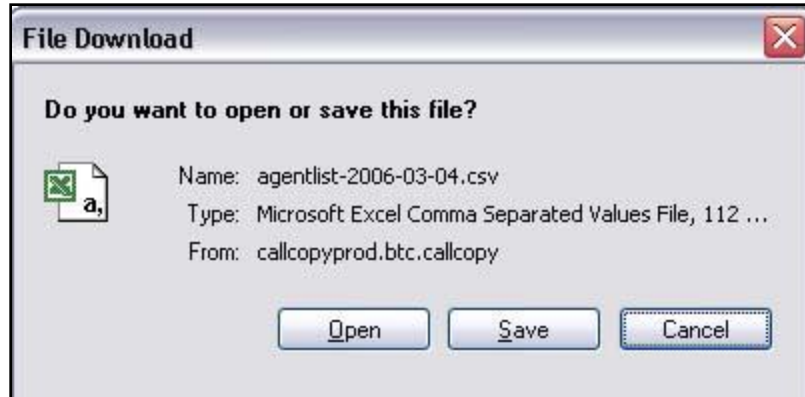 File Download
Do you want to open or save this file?
a,
Name: agentlist-2006-03-04.csv
Type: Microsoft Excel Comma Separated Values File, 112 ...
From: callcopyprod.btc.callcopy
Open Save Cancel